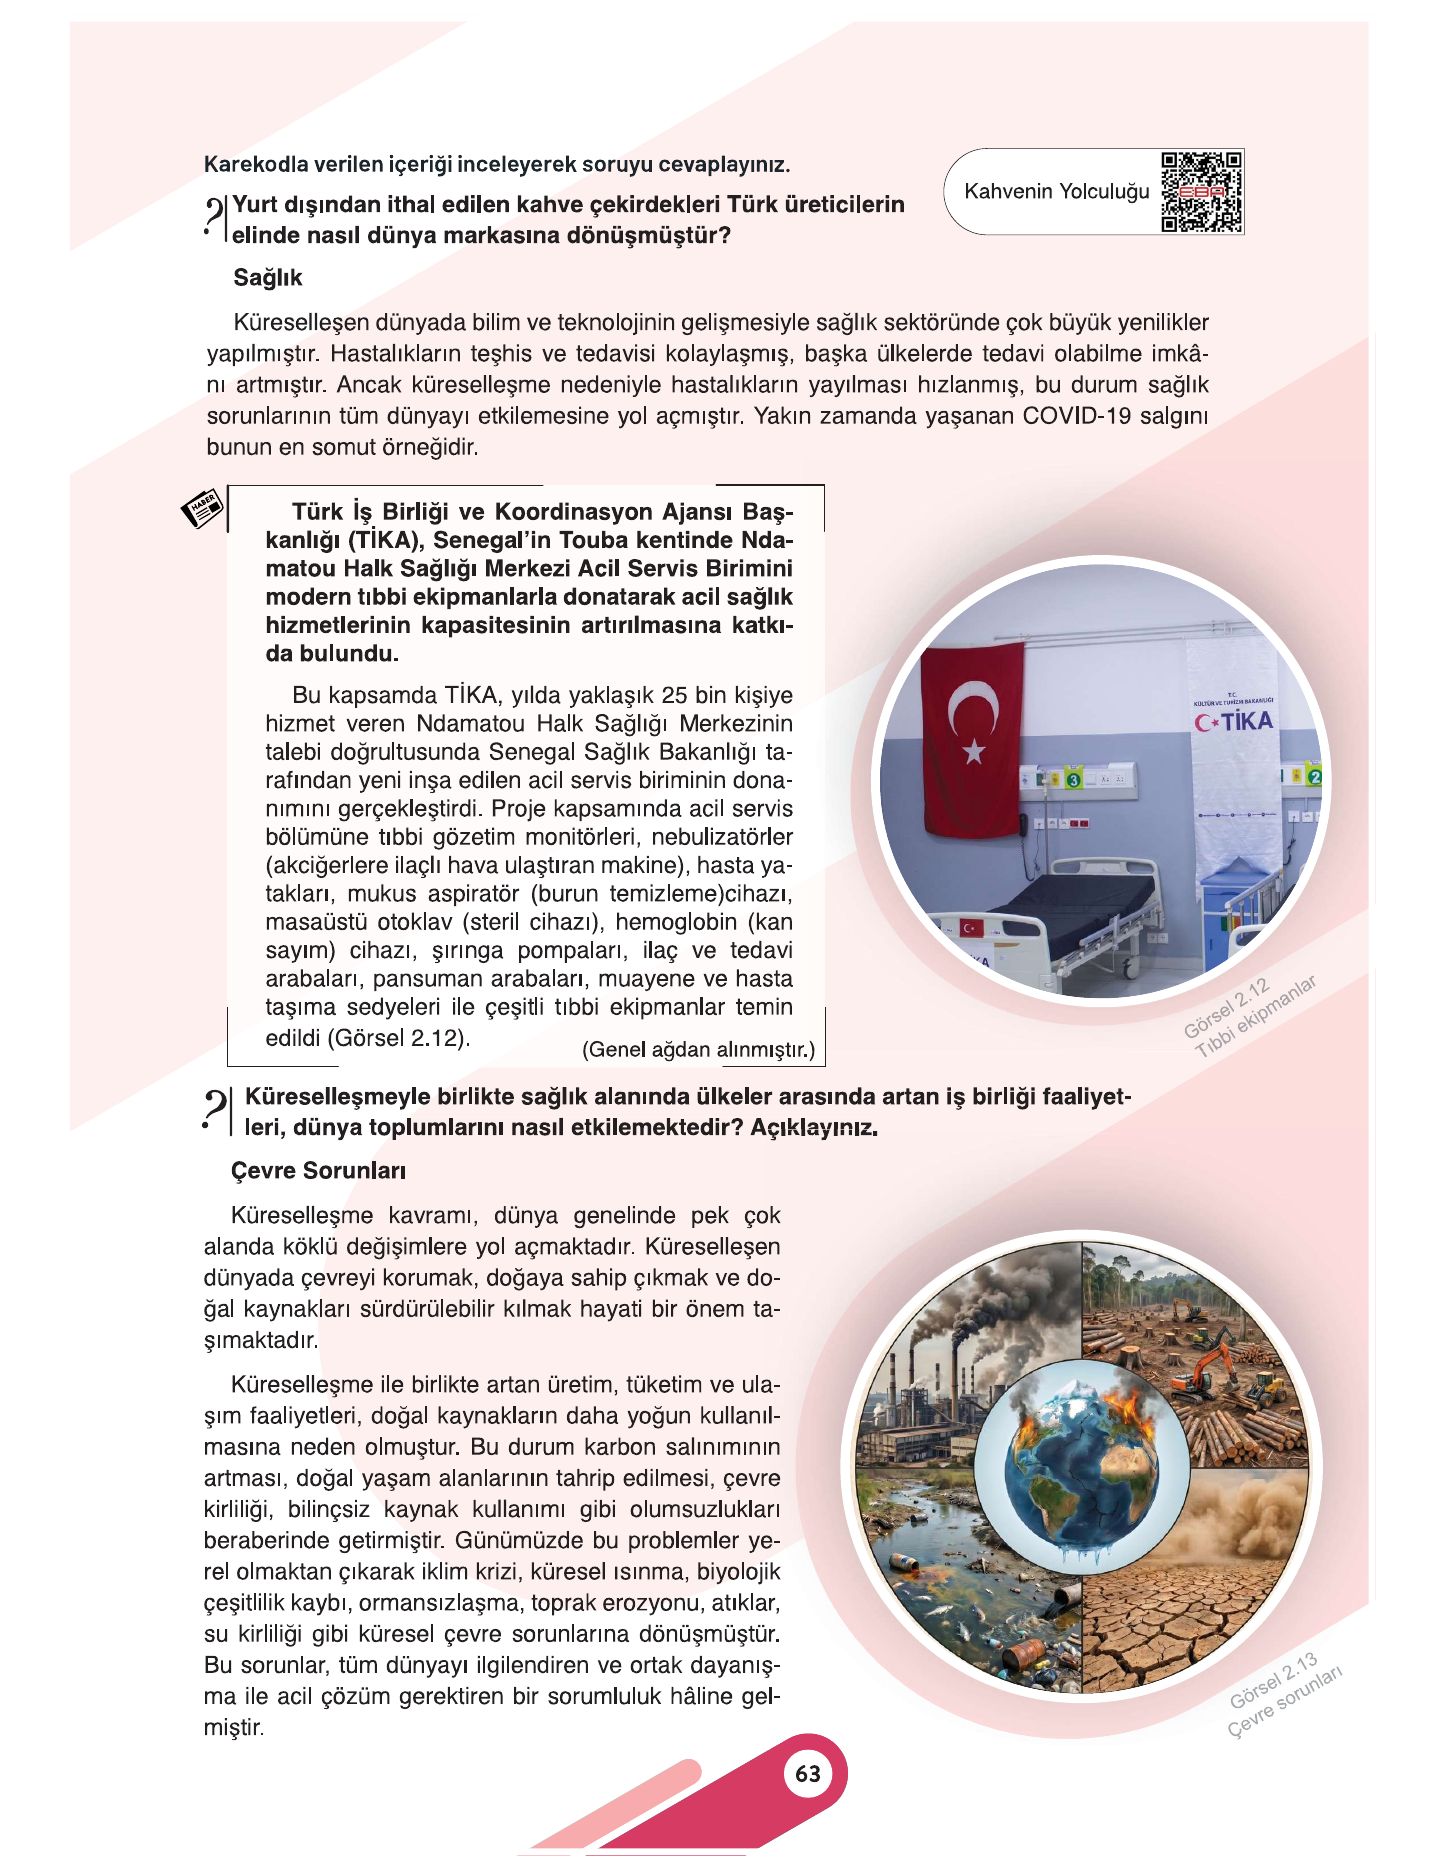 Karekodla verilen içeriği inceleyerek soruyu cevaplayınız.
Kahvenin Yolculuğu
EBA
? Yurt dışından ithal edilen kahve çekirdekleri Türk üreticilerin
elinde nasıl dünya markasına dönüşmüştür?
Sağlık
Küreselleşen dünyada bilim ve teknolojinin gelişmesiyle sağlık sektöründe çok büyük yenilikler
yapılmıştır. Hastalıkların teşhis ve tedavisi kolaylaşmış, başka ülkelerde tedavi olabilme imkâ-
nı artmıştır. Ancak küreselleşme nedeniyle hastalıkların yayılması hızlanmış, bu durum sağlık
sorunlarının tüm dünyayı etkilemesine yol açmıştır. Yakın zamanda yaşanan COVID-19 salgını
bunun en somut örneğidir.
HABER
Türk İş Birliği ve Koordinasyon Ajansı Baş-
kanlığı (TİKA), Senegal’in Touba kentinde Nda-
matou Halk Sağlığı Merkezi Acil Servis Birimini
modern tıbbi ekipmanlarla donatarak acil sağlık
hizmetlerinin kapasitesinin artırılmasına katkı-
da bulundu.
Bu kapsamda TİKA, yılda yaklaşık 25 bin kişiye
hizmet veren Ndamatou Halk Sağlığı Merkezinin
talebi doğrultusunda Senegal Sağlık Bakanlığı ta-
rafından yeni inşa edilen acil servis biriminin dona-
nımını gerçekleştirdi. Proje kapsamında acil servis
bölümüne tıbbi gözetim monitörleri, nebulizatörler
(akciğerlere ilaçlı hava ulaştıran makine), hasta ya-
takları, mukus aspiratör (burun temizleme)cihazı,
masaüstü otoklav (steril cihazı), hemoglobin (kan
sayım) cihazı, şırınga pompaları, ilaç ve tedavi
arabaları, pansuman arabaları, muayene ve hasta
taşıma sedyeleri ile çeşitli tıbbi ekipmanlar temin
edildi (Görsel 2.12).
(Genel ağdan alınmıştır.)
T.C.
KÜLTÜR VE TURİZM BAKANLIĞI
TİKA
3
2
Görsel 2.12
Tıbbi ekipmanlar
? Küreselleşmeyle birlikte sağlık alanında ülkeler arasında artan iş birliği faaliyet-
leri, dünya toplumlarını nasıl etkilemektedir? Açıklayınız.
Çevre Sorunları
Küreselleşme kavramı, dünya genelinde pek çok
alanda köklü değişimlere yol açmaktadır. Küreselleşen
dünyada çevreyi korumak, doğaya sahip çıkmak ve do-
ğal kaynakları sürdürülebilir kılmak hayati bir önem ta-
şımaktadır.
Küreselleşme ile birlikte artan üretim, tüketim ve ula-
şım faaliyetleri, doğal kaynakların daha yoğun kullanıl-
masına neden olmuştur. Bu durum karbon salınımının
artması, doğal yaşam alanlarının tahrip edilmesi, çevre
kirliliği, bilinçsiz kaynak kullanımı gibi olumsuzlukları
beraberinde getirmiştir. Günümüzde bu problemler ye-
rel olmaktan çıkarak iklim krizi, küresel ısınma, biyolojik
çeşitlilik kaybı, ormansızlaşma, toprak erozyonu, atıklar,
su kirliliği gibi küresel çevre sorunlarına dönüşmüştür.
Bu sorunlar, tüm dünyayı ilgilendiren ve ortak dayanış-
ma ile acil çözüm gerektiren bir sorumluluk hâline gel-
miştir.
Görsel 2.13
Çevre sorunları
63